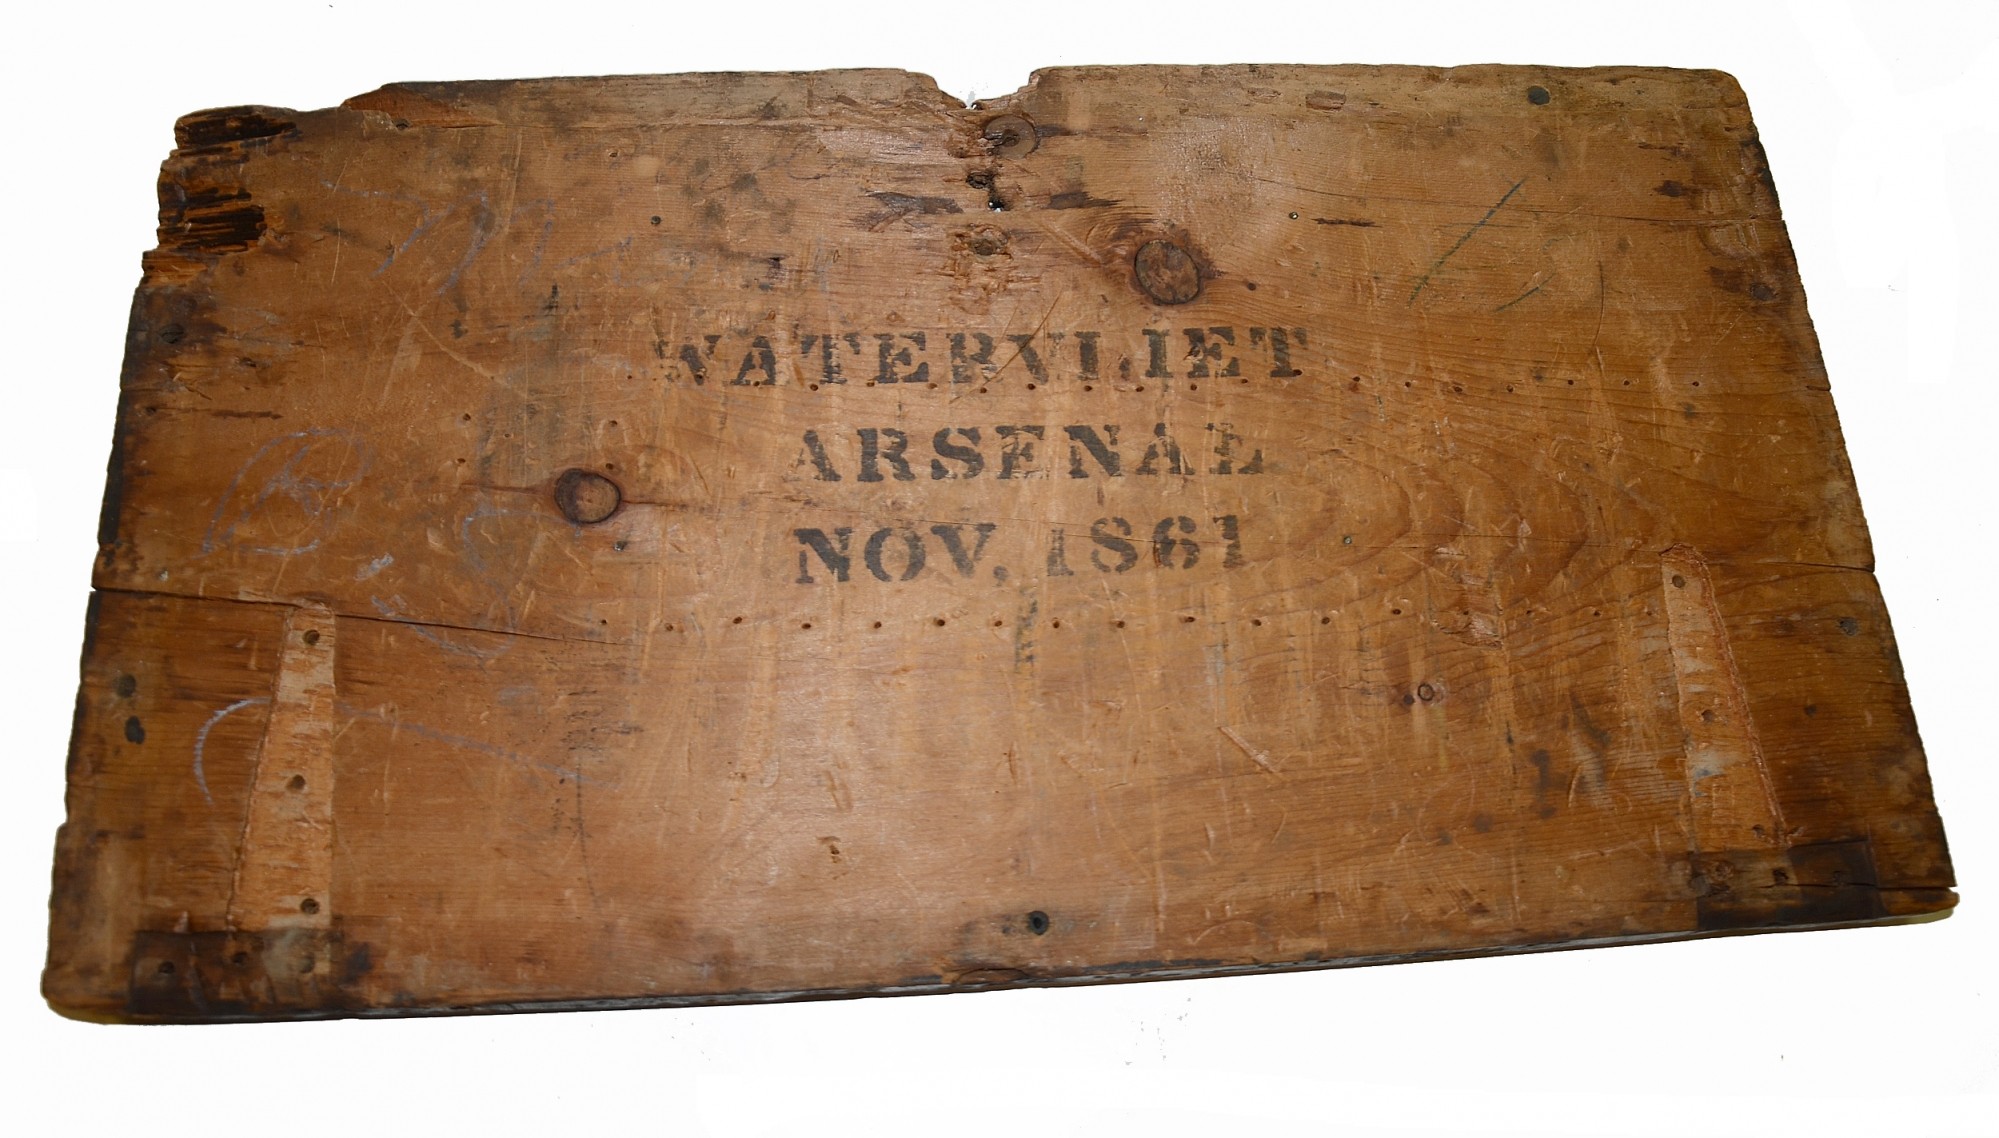 WATERVLIET
ARSENAL
NOV. 1861